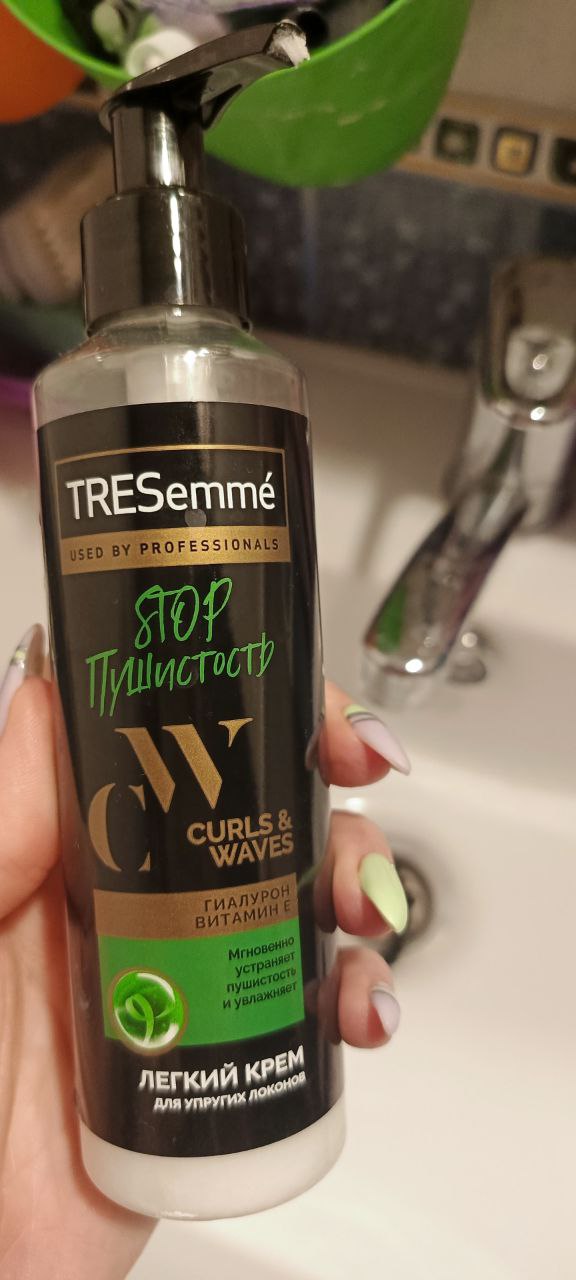 TRESemmé
USED BY PROFESSIONALS
STOP
ПУШИСТОСТЬ
CW
CURLS &
WAVES
ГИАЛУРОН
ВИТАМИН Е
Мгновенно
устраняет
пушистость
и увлажняет
ЛЕГКИЙ КРЕМ
ДЛЯ УПРУГИХ ЛОКОНОВ